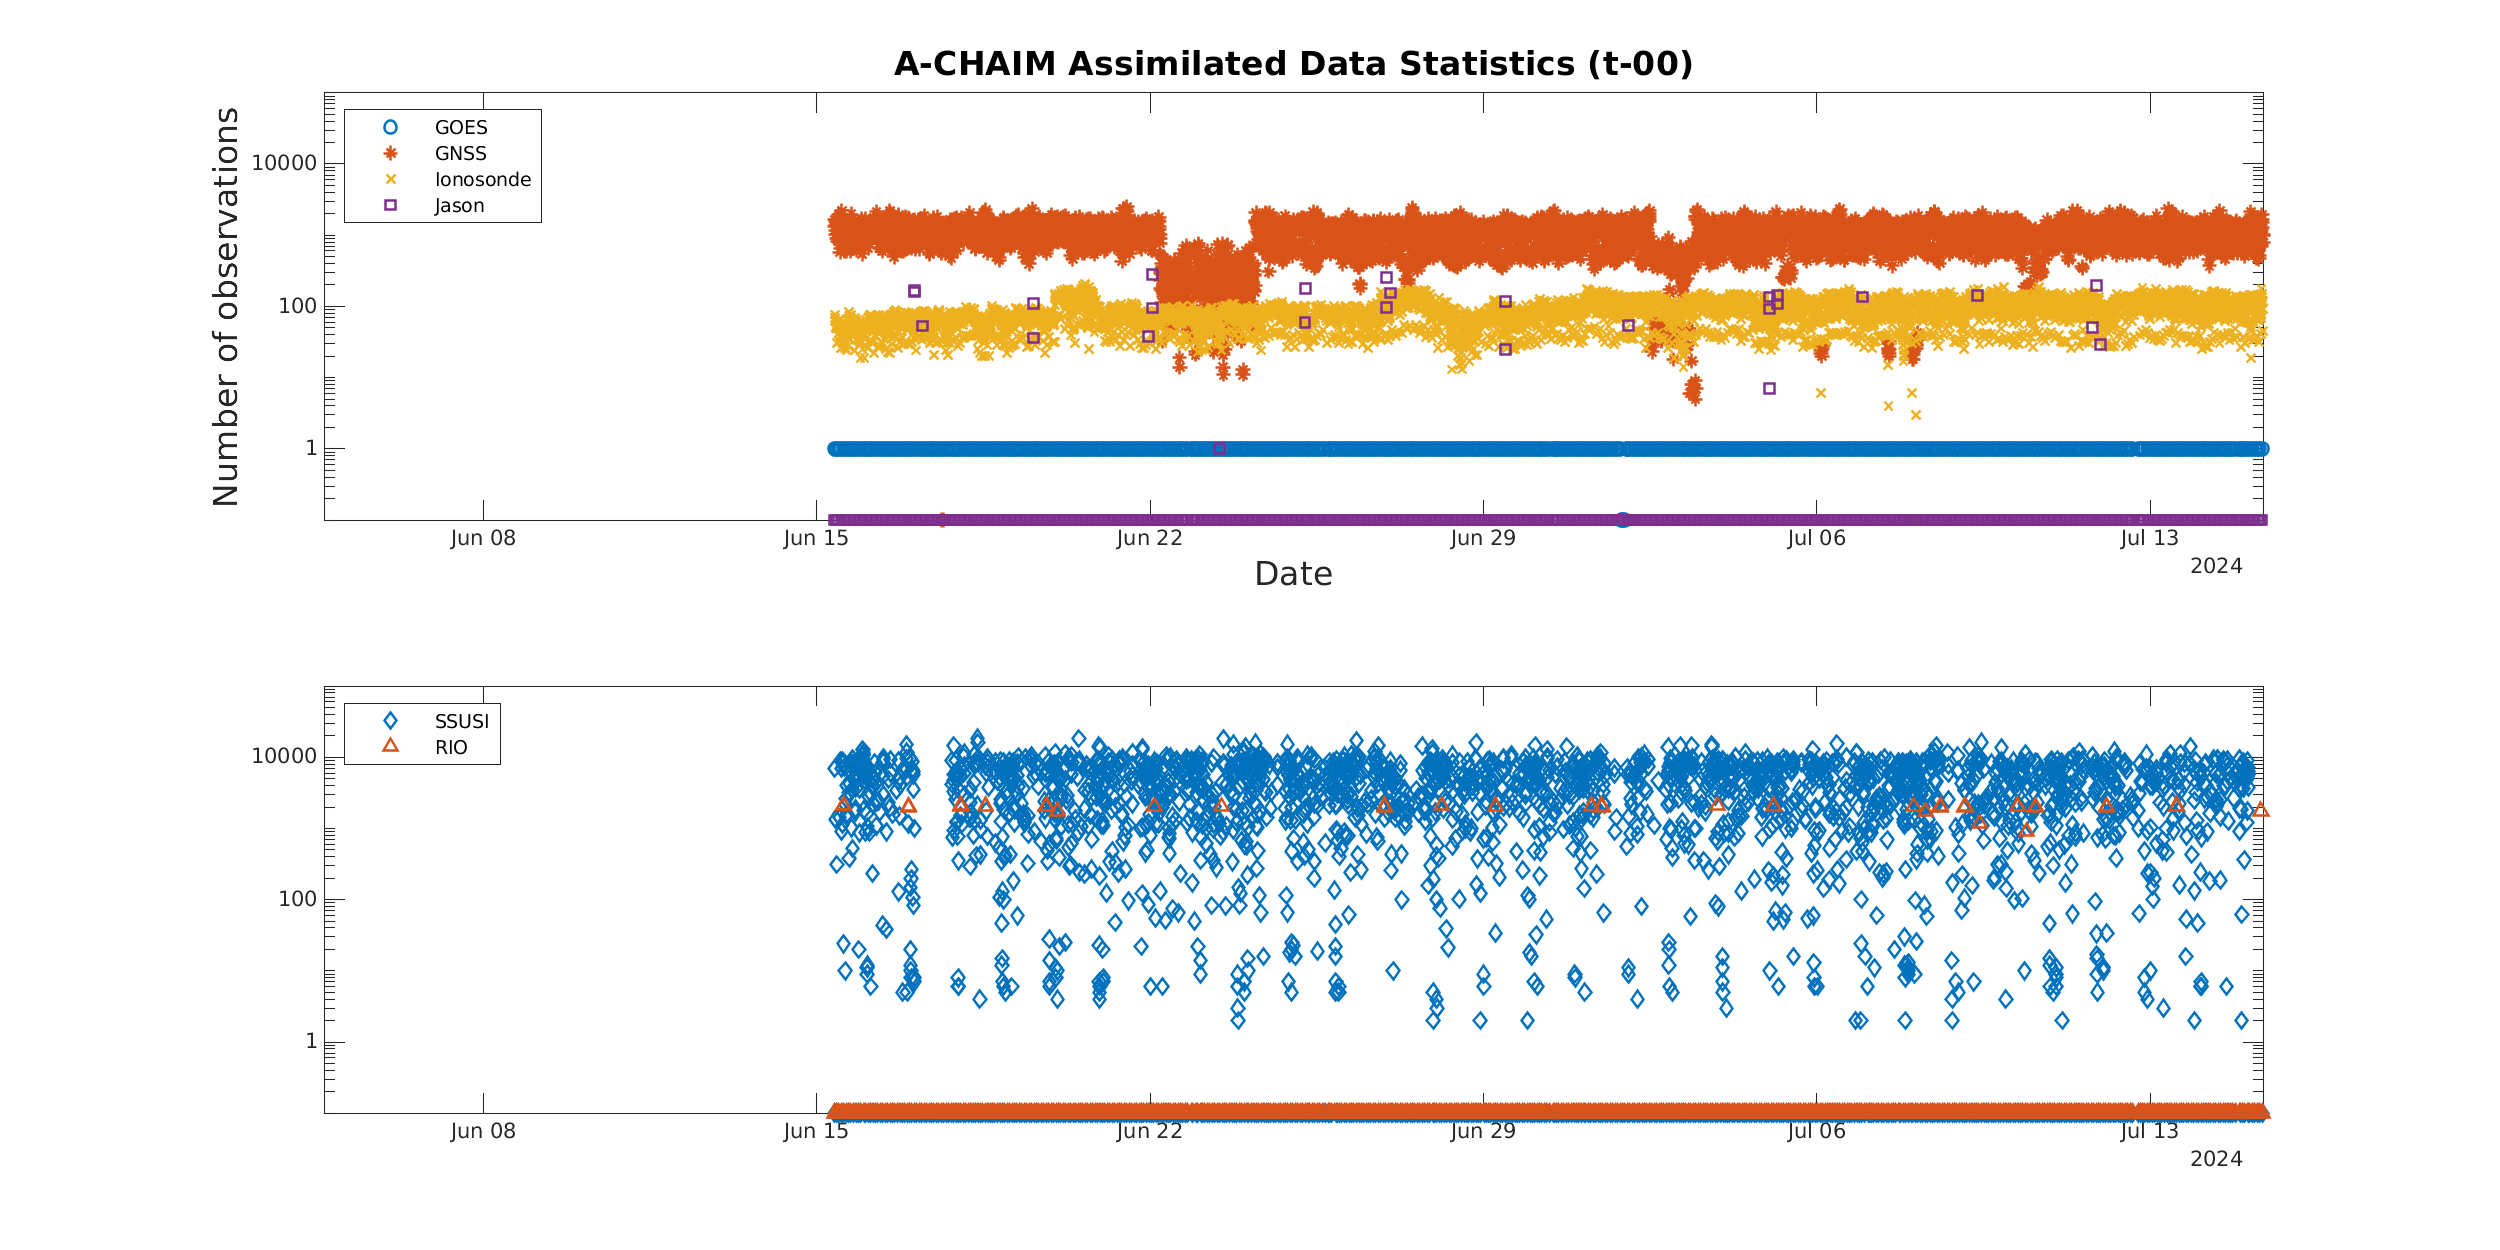 A-CHAIM Assimilated Data Statistics (t-00)
Number of observations
GOES
GNSS
Ionosonde
Jason
10000
100
1
Jun 08
Jun 15
Jun 22
Jun 29
Jul 06
Jul 13
2024
Date
SSUSI
RIO
10000
100
1
Jun 08
Jun 15
Jun 22
Jun 29
Jul 06
Jul 13
2024